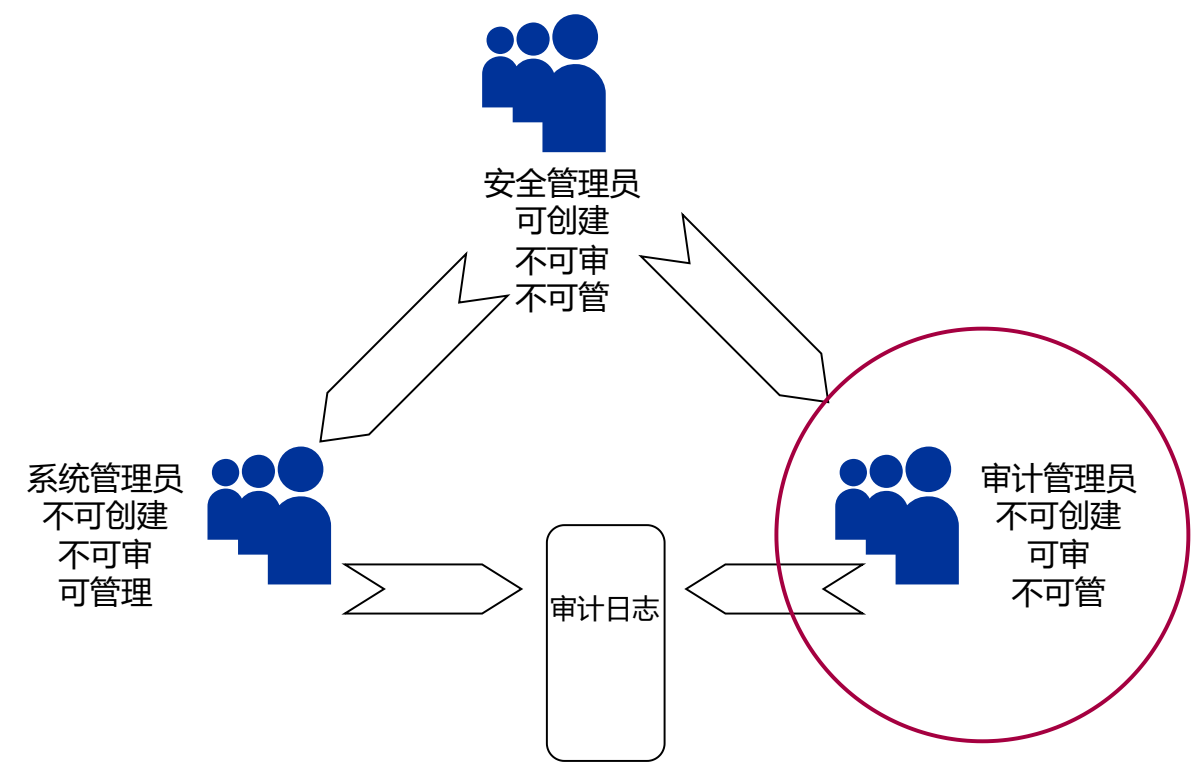 安全管理员
可创建
不可审
不可管
系统管理员
不可创建
不可审
可管理
审计管理员
不可创建
可审
不可管
审计日志